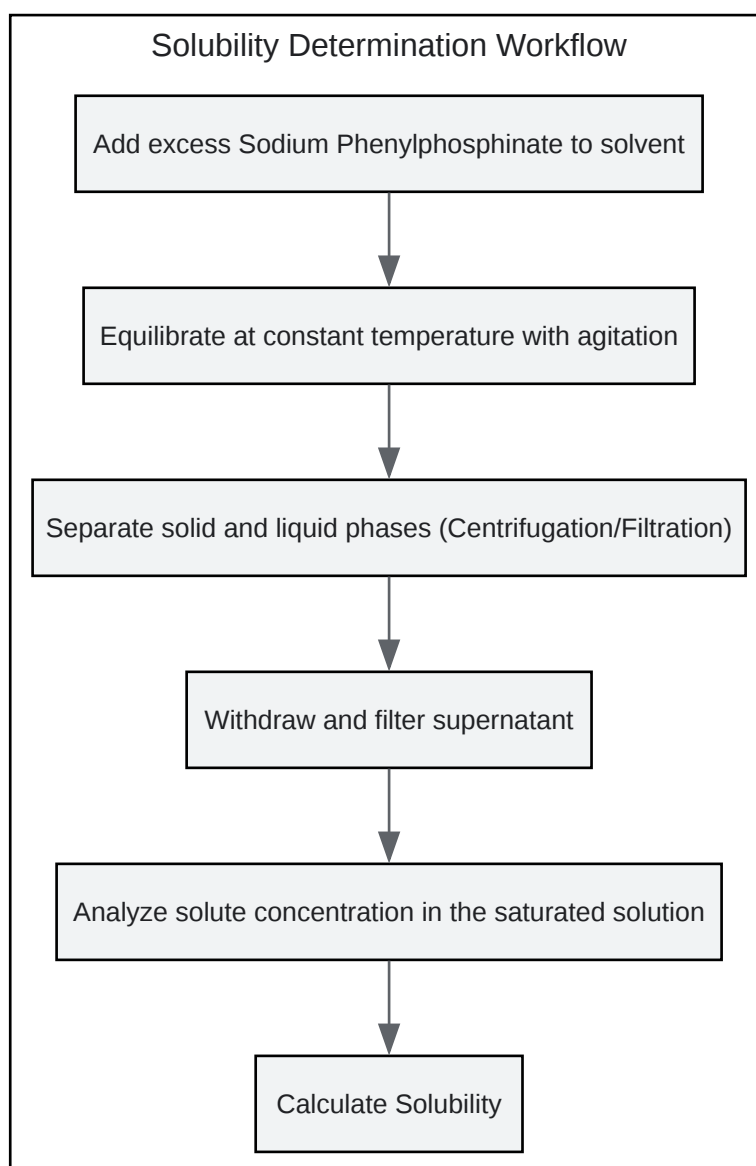 Solubility Determination Workflow
Add excess Sodium Phenylphosphinate to solvent
Equilibrate at constant temperature with agitation
Separate solid and liquid phases (Centrifugation/Filtration)
Withdraw and filter supernatant
Analyze solute concentration in the saturated solution
Calculate Solubility